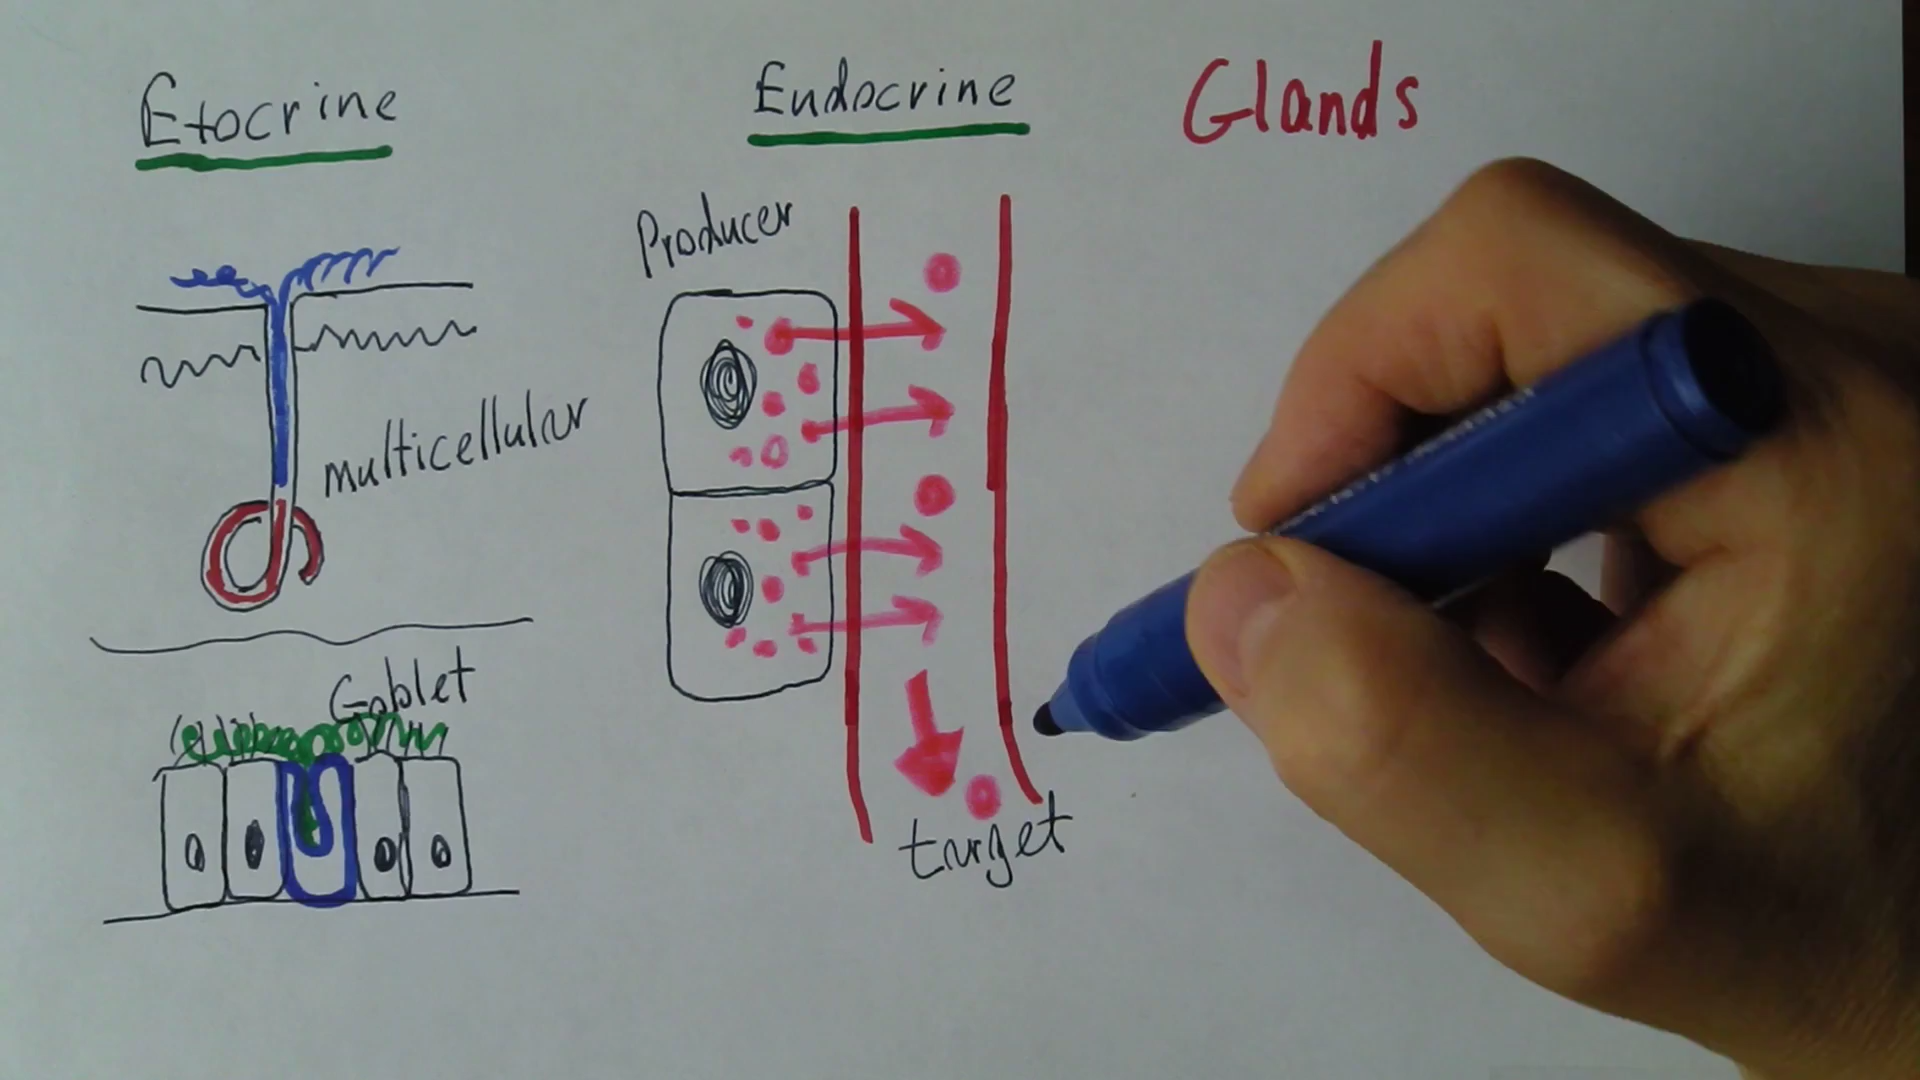 Etocrine
Endocrine
Glands
Producer
multicellular
Goblet
target